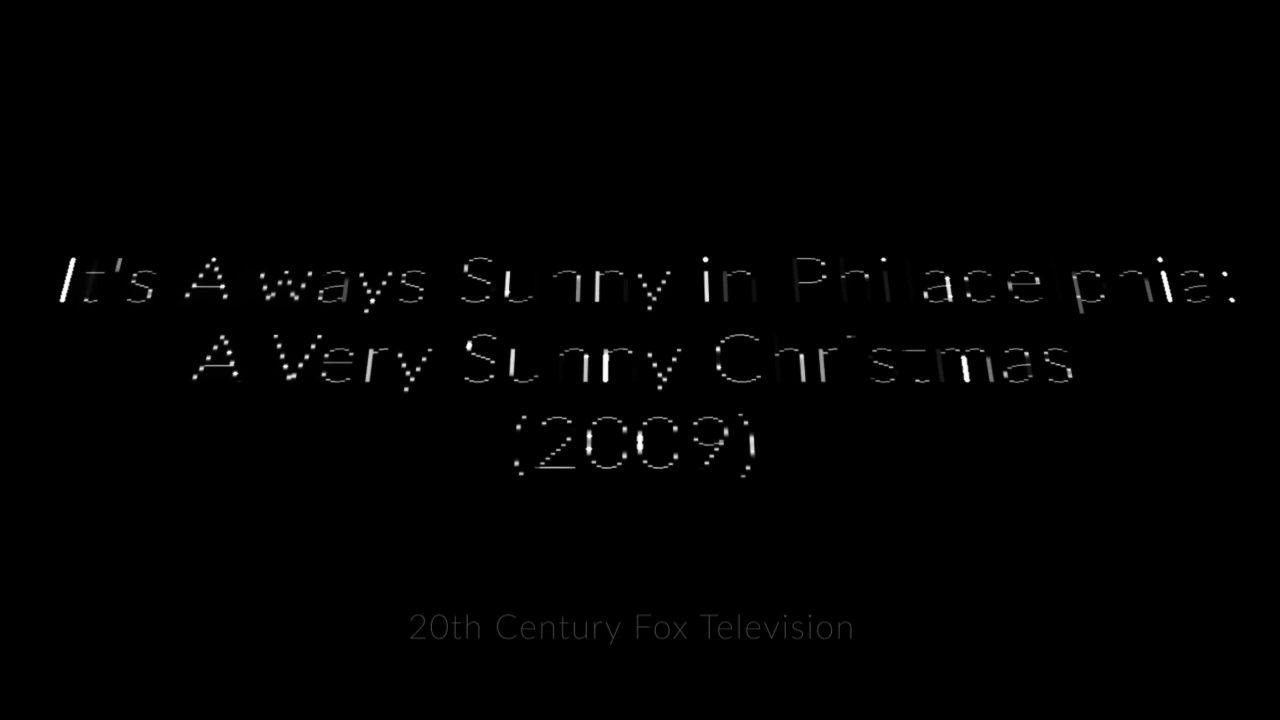 It's Always Sunny in Philadelphia:
A Very Sunny Christmas
(2009)
20th Century Fox Television